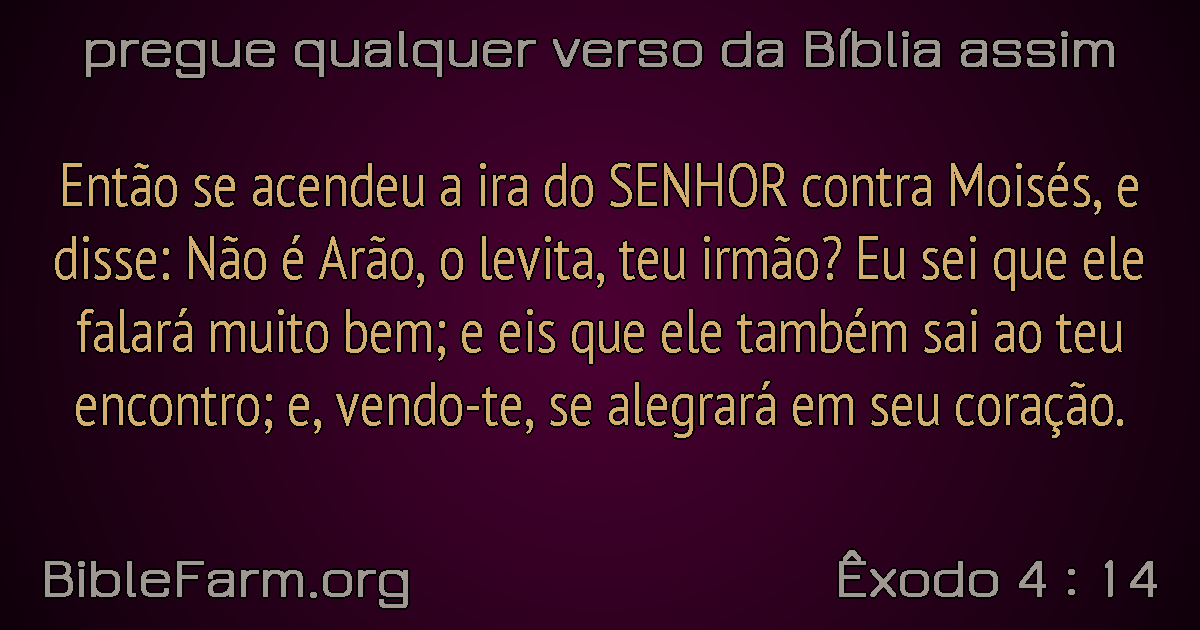 pregue qualquer verso da Bíblia assim
Então se acendeu a ira do SENHOR contra Moisés, e
disse: Não é Arão, o levita, teu irmão? Eu sei que ele
falará muito bem; e eis que ele também sai ao teu
encontro; e, vendo-te, se alegrará em seu coração.
BibleFarm.org
Êxodo 4 : 14